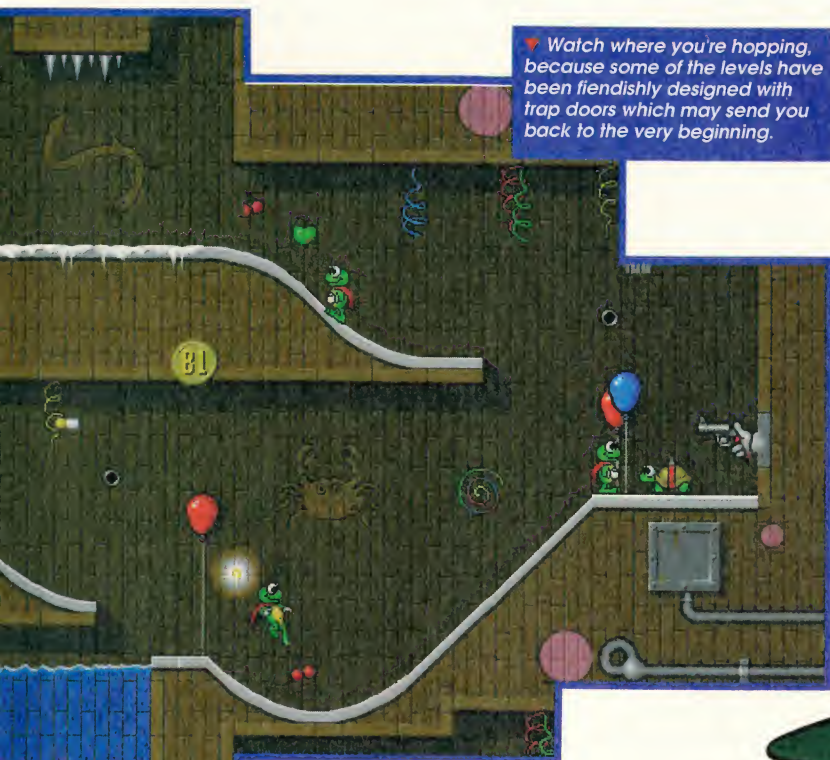 Watch where you're hopping,
because some of the levels have
been fiendishly designed with
trap doors which may send you
back to the very beginning.
81